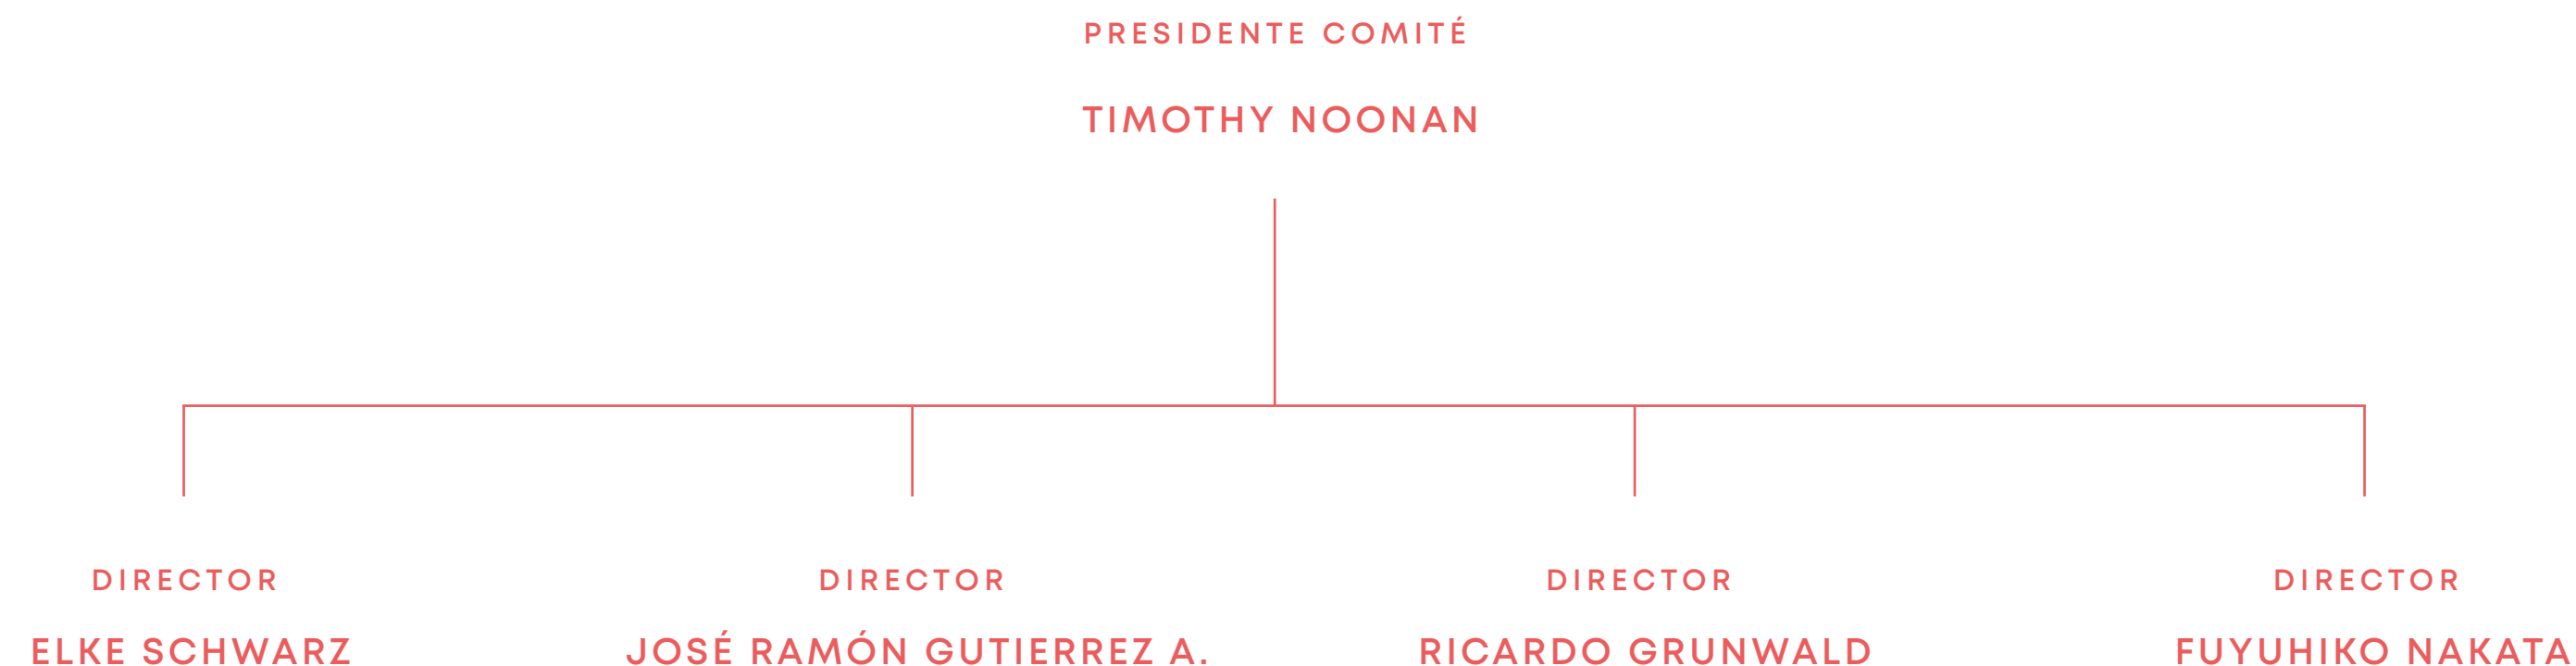 PRESIDENTE COMITÉ
TIMOTHY NOONAN
DIRECTOR
ELKE SCHWARZ
DIRECTOR
JOSÉ RAMÓN GUTIERREZ A.
DIRECTOR
RICARDO GRUNWALD
DIRECTOR
FUYUHIKO NAKATA